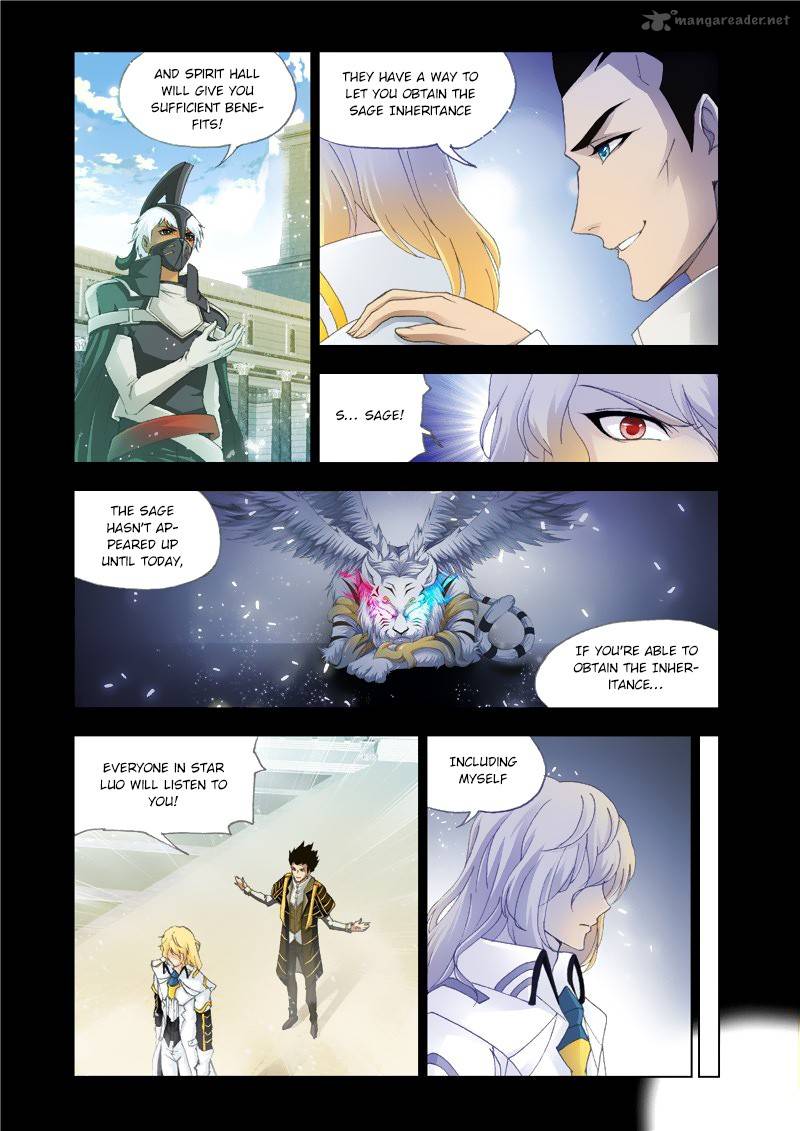 mangareader.net
AND SPIRIT HALL
WILL GIVE YOU
SUFFICIENT BENE-
FITS!
THEY HAVE A WAY TO
LET YOU OBTAIN THE
SAGE INHERITANCE
S... SAGE!
THE SAGE
HASN'T AP-
PEARED UP
UNTIL TODAY,
IF YOU'RE ABLE TO
OBTAIN THE INHER-
ITANCE...
EVERYONE IN STAR
LUO WILL LISTEN TO
YOU!
INCLUDING
MYSELF